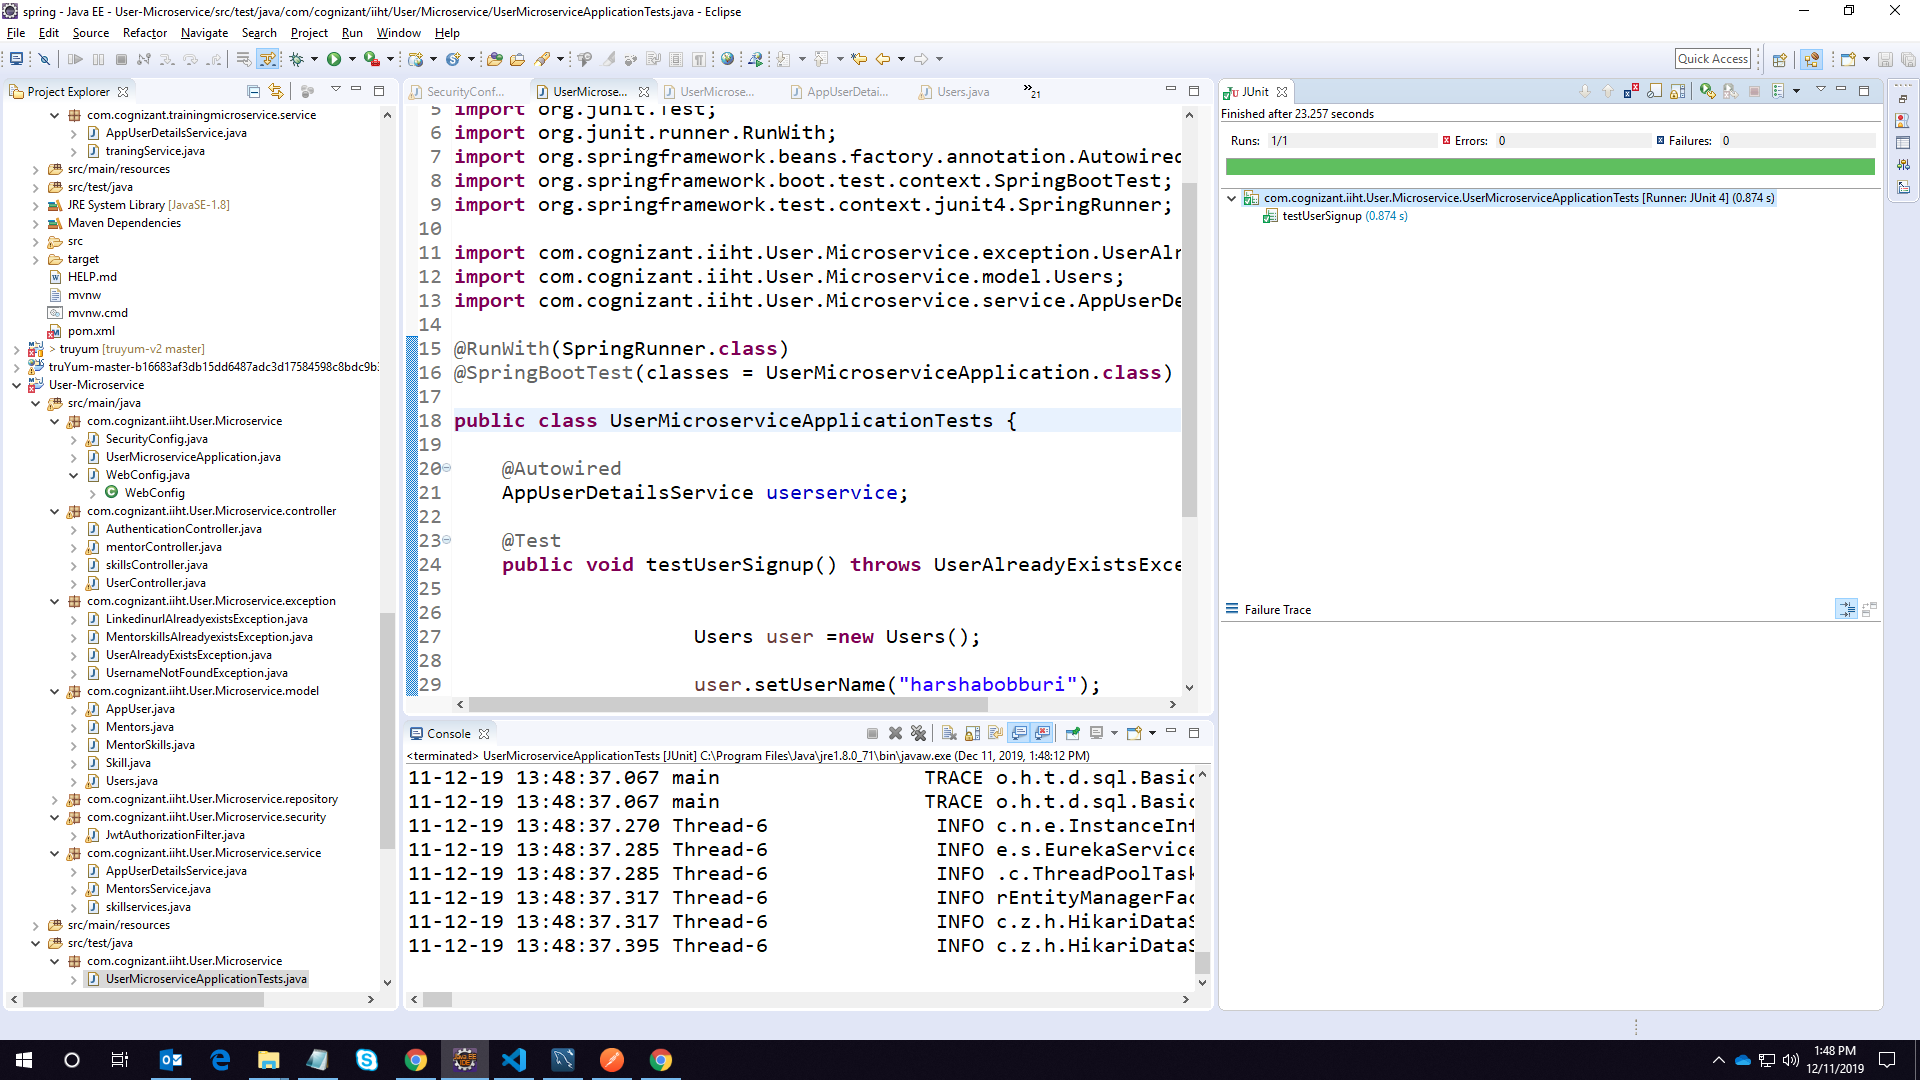 spring - Java EE - User-Microservice/src/test/java/com/cognizant/iiht/User/Microservice/UserMicroserviceApplicationTests.java - Eclipse
File Edit Source Refactor Navigate Search Project Run Window Help
Quick Access
Project Explorer
com.cognizant.trainingmicroservice.service
AppUserDetailsService.java
traningService.java
src/main/resources
src/test/java
JRE System Library [JavaSE-1.8]
Maven Dependencies
src
target
HELP.md
mvnw
mvnw.cmd
pom.xml
> truyum [truyum-v2 master]
truYum-master-b16683af3db15dd6487adc3d17584598c8bdc9b3
User-Microservice
src/main/java
com.cognizant.iiht.User.Microservice
SecurityConfig.java
UserMicroserviceApplication.java
WebConfig.java
WebConfig
com.cognizant.iiht.User.Microservice.controller
AuthenticationController.java
mentorController.java
skillsController.java
UserController.java
com.cognizant.iiht.User.Microservice.exception
LinkedinurlAlreadyexistsException.java
MentorskillsAlreadyexistsException.java
UserAlreadyExistsException.java
UsernameNotFoundException.java
com.cognizant.iiht.User.Microservice.model
AppUser.java
Mentors.java
MentorSkills.java
Skill.java
Users.java
com.cognizant.iiht.User.Microservice.repository
com.cognizant.iiht.User.Microservice.security
JwtAuthorizationFilter.java
com.cognizant.iiht.User.Microservice.service
AppUserDetailsService.java
MentorsService.java
skillservices.java
src/main/resources
src/test/java
com.cognizant.iiht.User.Microservice
UserMicroserviceApplicationTests.java
SecurityConf... UserMicrose... UserMicrose... AppUserDetai... Users.java »21
5 import org.junit.Test;
6 import org.junit.runner.RunWith;
7 import org.springframework.beans.factory.annotation.Autowired
8 import org.springframework.boot.test.context.SpringBootTest;
9 import org.springframework.test.context.junit4.SpringRunner;
10
11 import com.cognizant.iiht.User.Microservice.exception.UserAlr
12 import com.cognizant.iiht.User.Microservice.model.Users;
13 import com.cognizant.iiht.User.Microservice.service.AppUserDe
14
15 @RunWith(SpringRunner.class)
16 @SpringBootTest(classes = UserMicroserviceApplication.class)
17
18 public class UserMicroserviceApplicationTests {
19
20 @Autowired
21 AppUserDetailsService userservice;
22
23 @Test
24 public void testUserSignup() throws UserAlreadyExistsExce
25
26
27 Users user =new Users();
28
29 user.setUserName("harshabobburi");
Console
<terminated> UserMicroserviceApplicationTests [JUnit] C:\Program Files\Java\jre1.8.0_71\bin\javaw.exe (Dec 11, 2019, 1:48:12 PM)
11-12-19 13:48:37.067 main TRACE o.h.t.d.sql.Basic
11-12-19 13:48:37.067 main TRACE o.h.t.d.sql.Basic
11-12-19 13:48:37.270 Thread-6 INFO c.n.e.InstanceInf
11-12-19 13:48:37.285 Thread-6 INFO e.s.EurekaService
11-12-19 13:48:37.285 Thread-6 INFO .c.ThreadPoolTask
11-12-19 13:48:37.317 Thread-6 INFO rEntityManagerFac
11-12-19 13:48:37.317 Thread-6 INFO c.z.h.HikariDataS
11-12-19 13:48:37.395 Thread-6 INFO c.z.h.HikariDataS
JUnit
Finished after 23.257 seconds
Runs: 1/1 Errors: 0 Failures: 0
com.cognizant.iiht.User.Microservice.UserMicroserviceApplicationTests [Runner: JUnit 4] (0.874 s)
testUserSignup (0.874 s)
Failure Trace
1:48 PM
12/11/2019